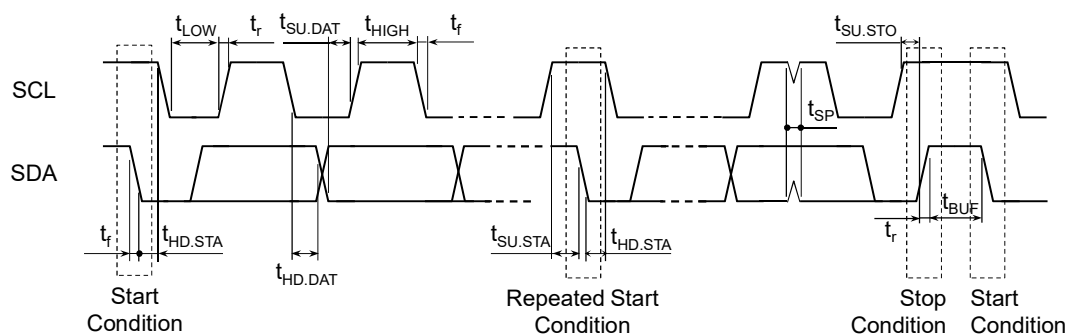 tLOW tr tSU.DAT tHIGH tf tSU.STO
SCL
tSP
SDA
tf tHD.STA tHD.DAT tSU.STA tHD.STA tr tBUF
Start Condition
Repeated Start Condition
Stop Condition
Start Condition